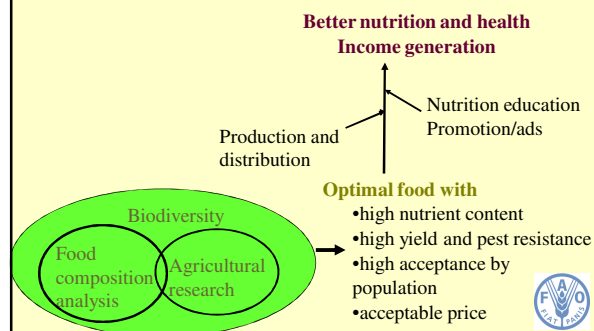 Better nutrition and health
Income generation
Nutrition education
Promotion/ads
Production and
distribution
Optimal food with
•high nutrient content
•high yield and pest resistance
•high acceptance by
population
•acceptable price
Biodiversity
Food
composition
analysis
Agricultural
research
F A O
FIAT PANIS